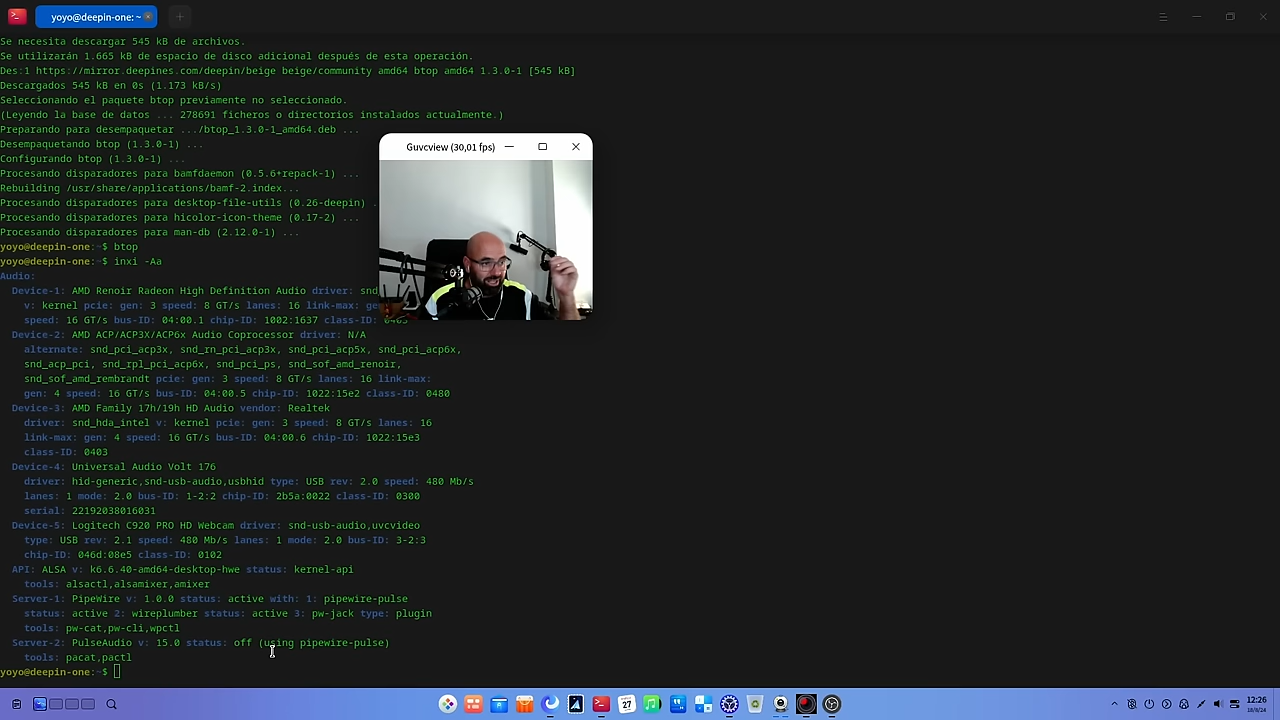 yoyo@deepin-one: ~
Se necesita descargar 545 kB de archivos.
Se utilizarán 1.665 kB de espacio de disco adicional después de esta operación.
Des:1 https://mirror.deepines.com/deepin/beige beige/community amd64 btop amd64 1.3.0-1 [545 kB]
Descargados 545 kB en 0s (1.173 kB/s)
Seleccionando el paquete btop previamente no seleccionado.
(Leyendo la base de datos ... 278691 ficheros o directorios instalados actualmente.)
Preparando para desempaquetar .../btop_1.3.0-1_amd64.deb ...
Desempaquetando btop (1.3.0-1) ...
Configurando btop (1.3.0-1) ...
Procesando disparadores para bamfdaemon (0.5.6+repack-1) ...
Rebuilding /usr/share/applications/bamf-2.index...
Procesando disparadores para desktop-file-utils (0.26-deepin) .
Procesando disparadores para hicolor-icon-theme (0.17-2) ...
Procesando disparadores para man-db (2.12.0-1) ...
yoyo@deepin-one:~$ btop
yoyo@deepin-one:~$ inxi -Aa
Audio:
Device-1: AMD Renoir Radeon High Definition Audio driver: snd
v: kernel pcie: gen: 3 speed: 8 GT/s lanes: 16 link-max: ge
speed: 16 GT/s bus-ID: 04:00.1 chip-ID: 1002:1637 class-ID: 0403
Device-2: AMD ACP/ACP3X/ACP6x Audio Coprocessor driver: N/A
alternate: snd_pci_acp3x, snd_rn_pci_acp3x, snd_pci_acp5x, snd_pci_acp6x,
snd_acp_pci, snd_rpl_pci_acp6x, snd_pci_ps, snd_sof_amd_renoir,
snd_sof_amd_rembrandt pcie: gen: 3 speed: 8 GT/s lanes: 16 link-max:
gen: 4 speed: 16 GT/s bus-ID: 04:00.5 chip-ID: 1022:15e2 class-ID: 0480
Device-3: AMD Family 17h/19h HD Audio vendor: Realtek
driver: snd_hda_intel v: kernel pcie: gen: 3 speed: 8 GT/s lanes: 16
link-max: gen: 4 speed: 16 GT/s bus-ID: 04:00.6 chip-ID: 1022:15e3
class-ID: 0403
Device-4: Universal Audio Volt 176
driver: hid-generic,snd-usb-audio,usbhid type: USB rev: 2.0 speed: 480 Mb/s
lanes: 1 mode: 2.0 bus-ID: 1-2:2 chip-ID: 2b5a:0022 class-ID: 0300
serial: 22192038016031
Device-5: Logitech C920 PRO HD Webcam driver: snd-usb-audio,uvcvideo
type: USB rev: 2.1 speed: 480 Mb/s lanes: 1 mode: 2.0 bus-ID: 3-2:3
chip-ID: 046d:08e5 class-ID: 0102
API: ALSA v: k6.6.40-amd64-desktop-hwe status: kernel-api
tools: alsactl,alsamixer,amixer
Server-1: PipeWire v: 1.0.0 status: active with: 1: pipewire-pulse
status: active 2: wireplumber status: active 3: pw-jack type: plugin
tools: pw-cat,pw-cli,wpctl
Server-2: PulseAudio v: 15.0 status: off (using pipewire-pulse)
tools: pacat,pactl
yoyo@deepin-one:~$
Guvcview (30,01 fps)
27
12:26
18/8/24